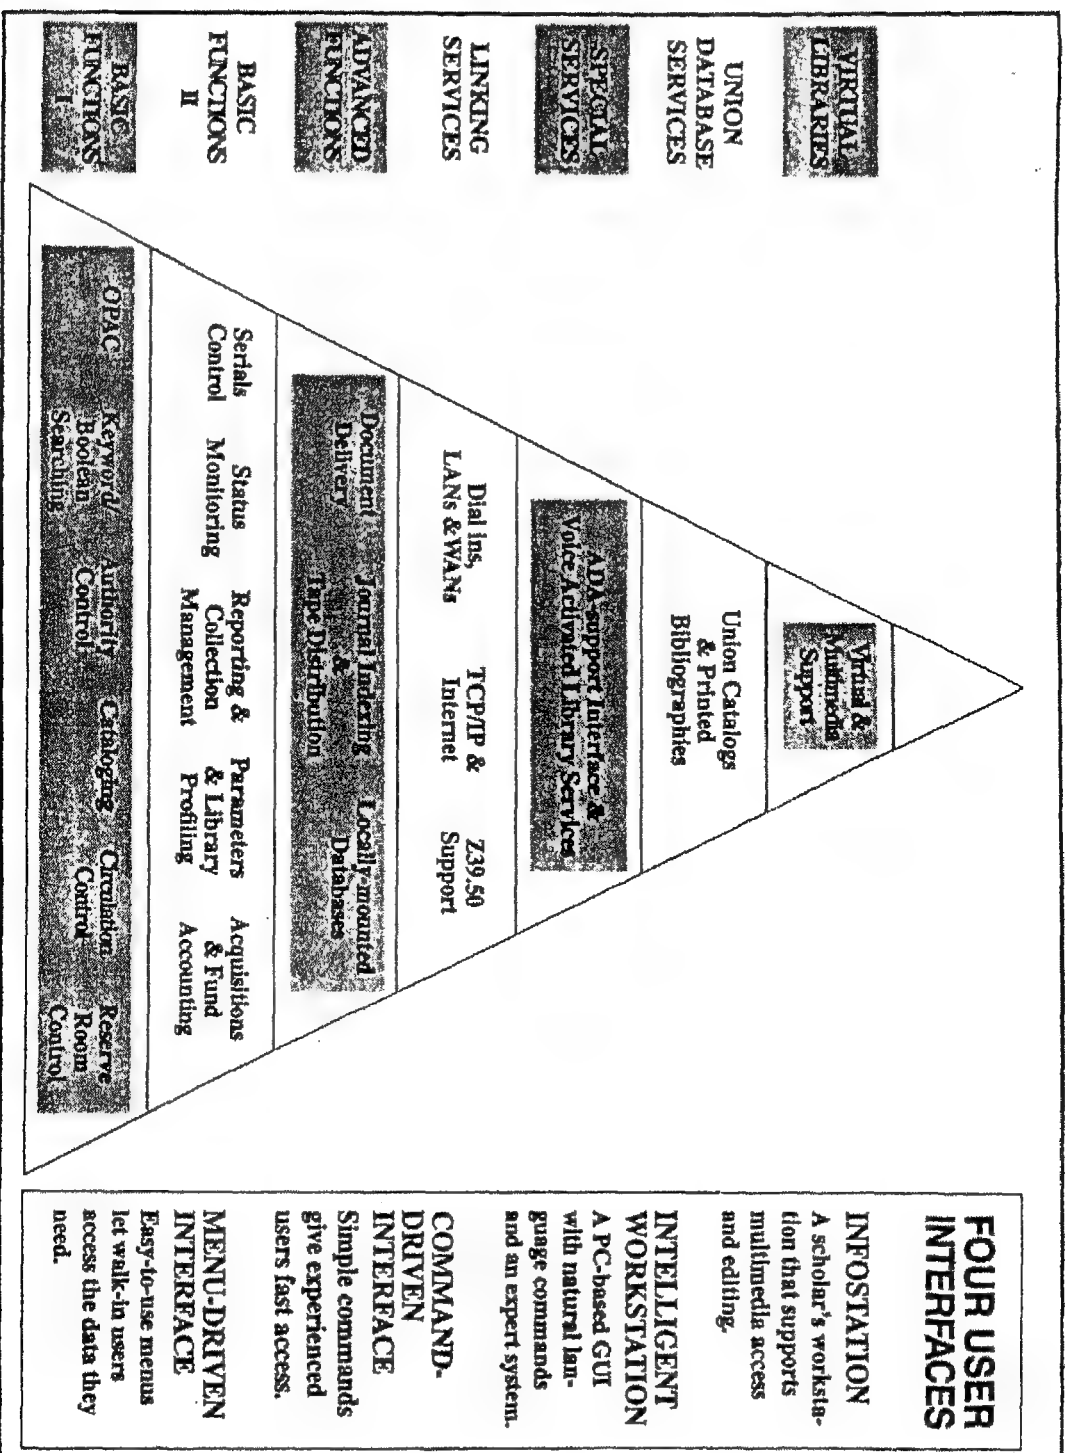 VIRTUAL
LIBRARIES
Virtual &
Multimedia
Support
UNION
DATABASE
SERVICES
Union Catalogs
& Printed
Bibliographies
SPECIAL
SERVICES
ADA-support Interface &
Voice Activated Library Services
LINKING
SERVICES
Dial ins,
LANs & WANs
TCP/IP &
Internet
Z39.50
Support
ADVANCED
FUNCTIONS
Document
Delivery
Journal Indexing
&
Tape Distribution
Locally-mounted
Databases
BASIC
FUNCTIONS
II
Serials
Control
Status
Monitoring
Reporting &
Collection
Management
Parameters
& Library
Profiling
Acquisitions
& Fund
Accounting
BASIC
FUNCTIONS
I
OPAC
Keyword/
Boolean
Searching
Authority
Control
Cataloging
Circulation
Control
Reserve
Room
Control
FOUR USER
INTERFACES
INFOSTATION
A scholar's worksta-
tion that supports
multimedia access
and editing.
INTELLIGENT
WORKSTATION
A PC-based GUI
with natural lan-
guage commands
and an expert system.
COMMAND-
DRIVEN
INTERFACE
Simple commands
give experienced
users fast access.
MENU-DRIVEN
INTERFACE
Easy-to-use menus
let walk-in users
access the data they
need.